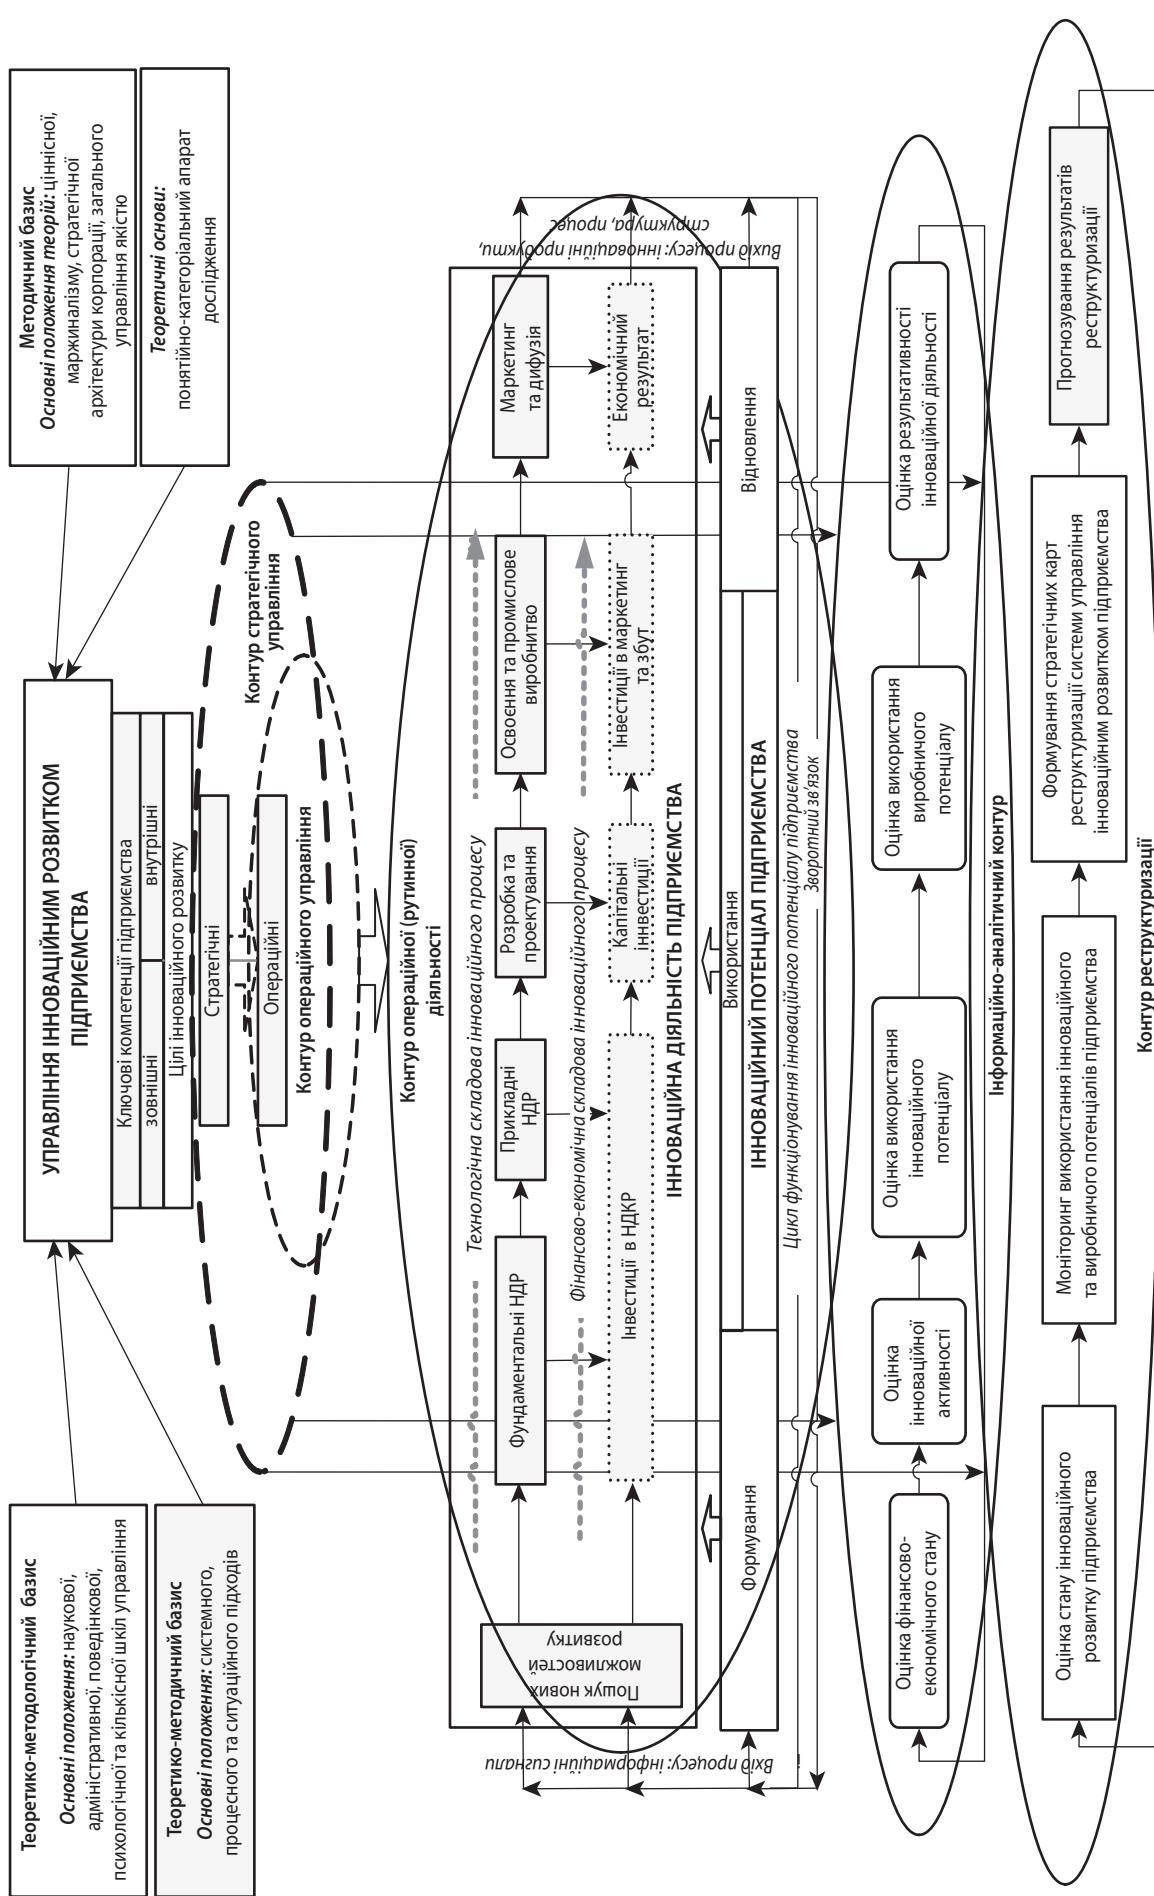 Теоретико-методологічний базис
Основні положення: наукової,
адміністративної, поведінкової,
психологічної та кількісної шкіл управління
Теоретико-методичний базис
Основні положення: системного,
процесного та ситуаційного підходів
УПРАВЛІННЯ ІННОВАЦІЙНИМ РОЗВИТКОМ
ПІДПРИЄМСТВА
Ключові компетенції підприємства
зовнішні
внутрішні
Цілі інноваційного розвитку
Стратегічні
Операційні
Контур операційного управління
Контур стратегічного
управління
Методичний базис
Основні положення теорій: ціннісної,
маржиналізму, стратегічної
архітектури корпорації, загального
управління якістю
Теоретичні основи:
понятійно-категоріальний апарат
дослідження
Контур операційної (рутинної)
діяльності
Вхід процесу: інформаційні сигнали
Пошук нових
можливостей
розвитку
Технологічна складова інноваційного процесу
Фундаментальні НДР
Прикладні
НДР
Розробка та
проектування
Освоєння та промислове
виробнитво
Маркетинг
та дифузія
Фінансово-економічна складова інноваційного процесу
Інвестиції в НДКР
Капітальні
іннвестиції
Інвестиції в маркетинг
та збут
Економічний
результат
Вихід процесу: інноваційні продукти,
структура, процес
ІННОВАЦІЙНА ДІЯЛЬНІСТЬ ПІДПРИЄМСТВА
Формування
Використання
Відновлення
ІННОВАЦІЙНИЙ ПОТЕНЦІАЛ ПІДПРИЄМСТВА
Цикл функціонування інноваційного потенціалу підприємства
Зворотний зв'язок
Оцінка фінансово-
економічного стану
Оцінка
інноваційної
активності
Оцінка використання
інноваційного
потенціалу
Оцінка використання
виробничого
потенціалу
Оцінка результативності
інноваційної діяльності
Інформаційно-аналітичний контур
Оцінка стану інноваційного
розвитку підприємства
Моніторинг використання інноваційного
та виробничого потенціалів підприємства
Формування стратегічних карт
реструктуризації системи управління
інноваційним розвитком підприємства
Прогнозування результатів
реструктуризації
Контур реструктуризації